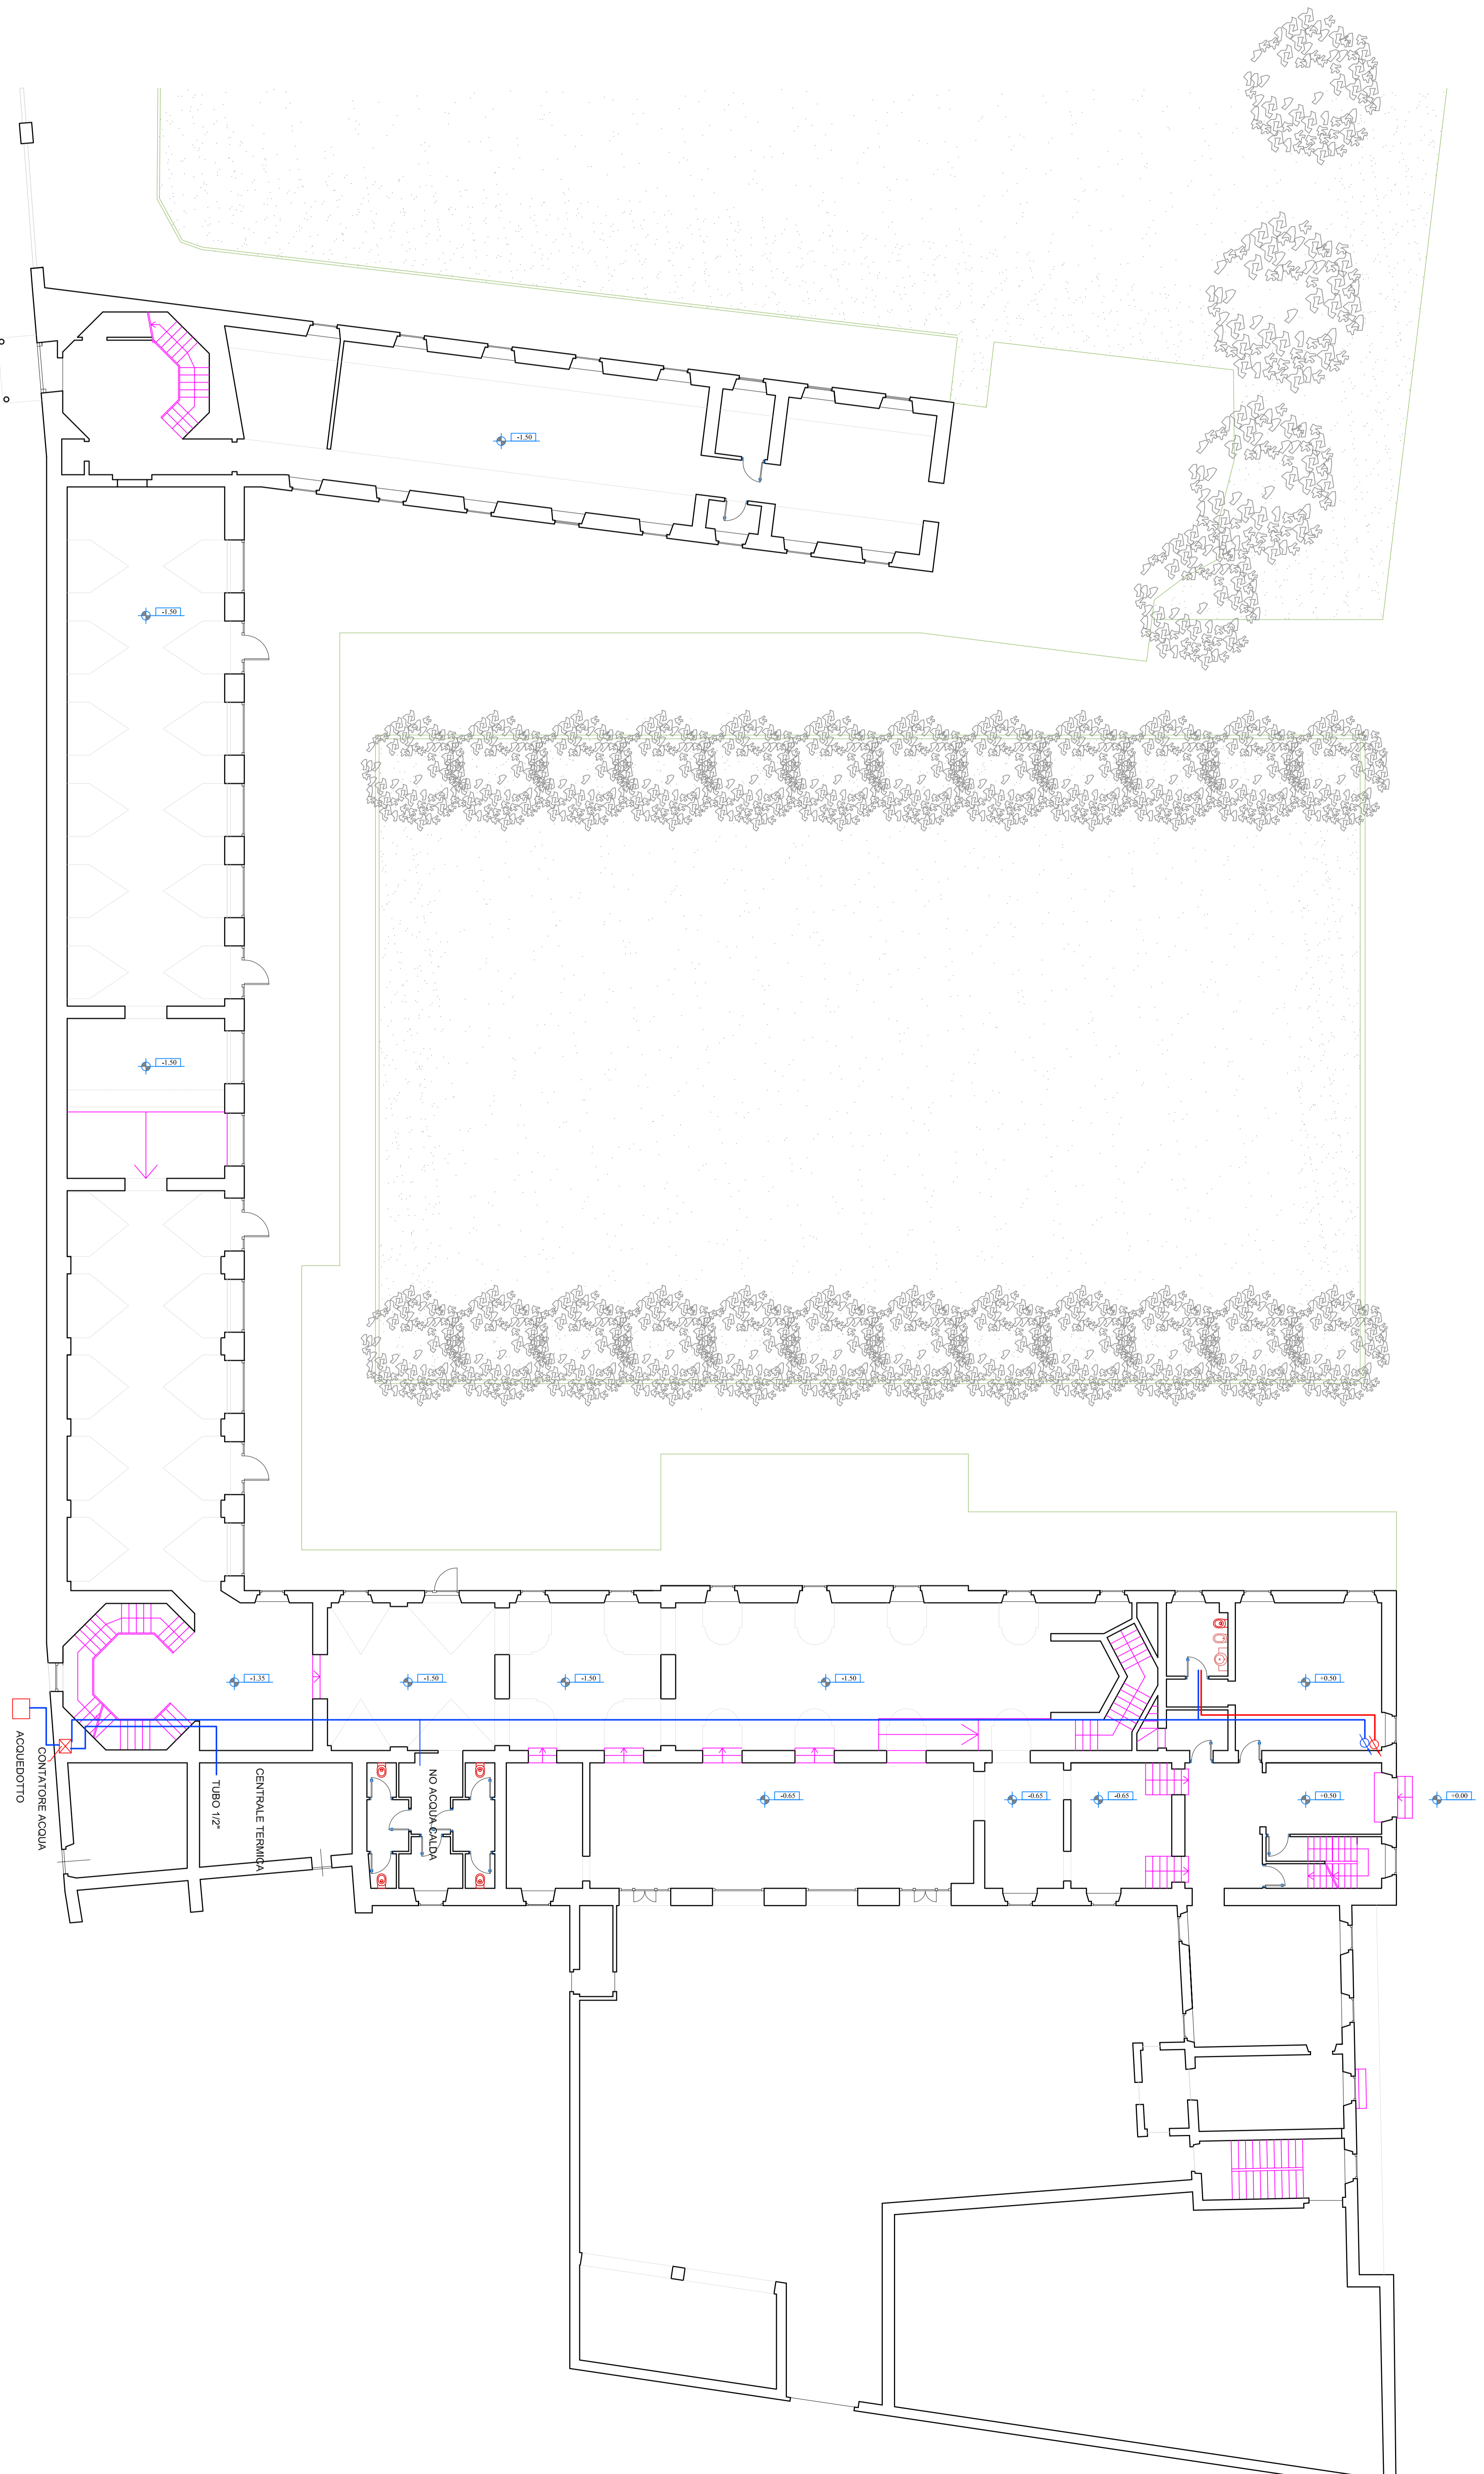 -1.50
-1.50
-1.50
-1.35
-1.50
-1.50
-1.50
+0.50
-0.65
-0.65
-0.65
+0.50
+0.00
ACQUEDOTTO
CONTATORE ACQUA
TUBO 1/2"
CENTRALE TERMICA
NO ACQUA CALDA